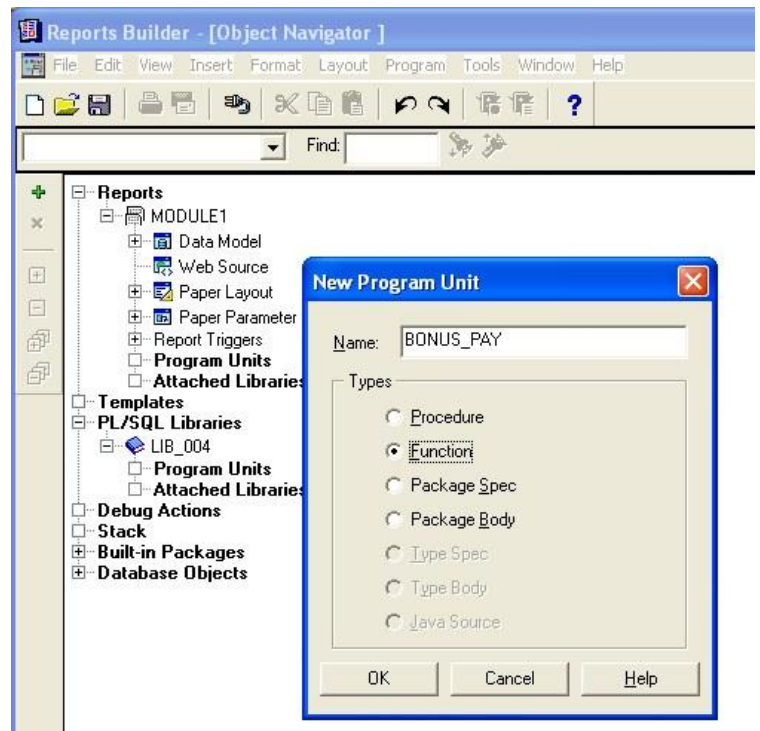 Reports Builder - [Object Navigator ]
File Edit View Insert Format Layout Program Tools Window Help
Find:
Reports
MODULE1
Data Model
Web Source
Paper Layout
Paper Parameter
Report Triggers
Program Units
Attached Libraries
Templates
PL/SQL Libraries
LIB_004
Program Units
Attached Libraries
Debug Actions
Stack
Built-in Packages
Database Objects
New Program Unit
Name: BONUS_PAY
Types
Procedure
Function
Package Spec
Package Body
Type Spec
Type Body
Java Source
OK Cancel Help